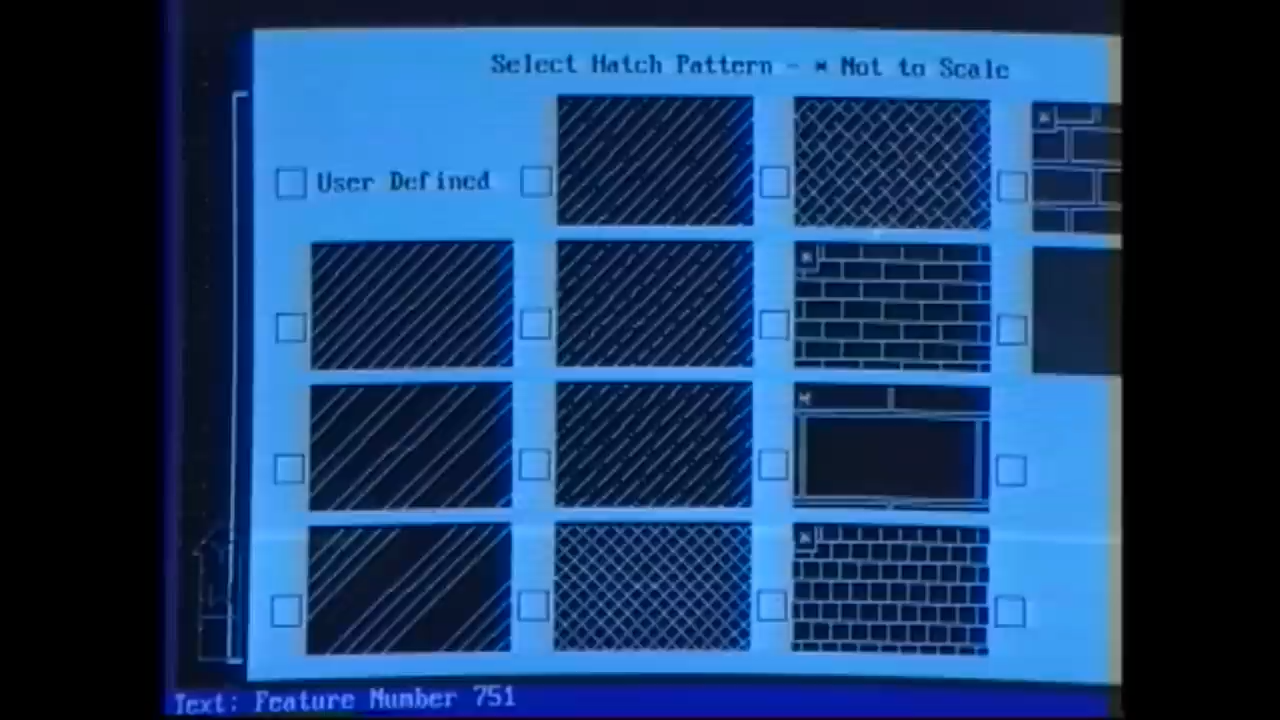 Select Hatch Pattern - * Not to Scale
User Defined
*
*
*
*
Text: Feature Number 751